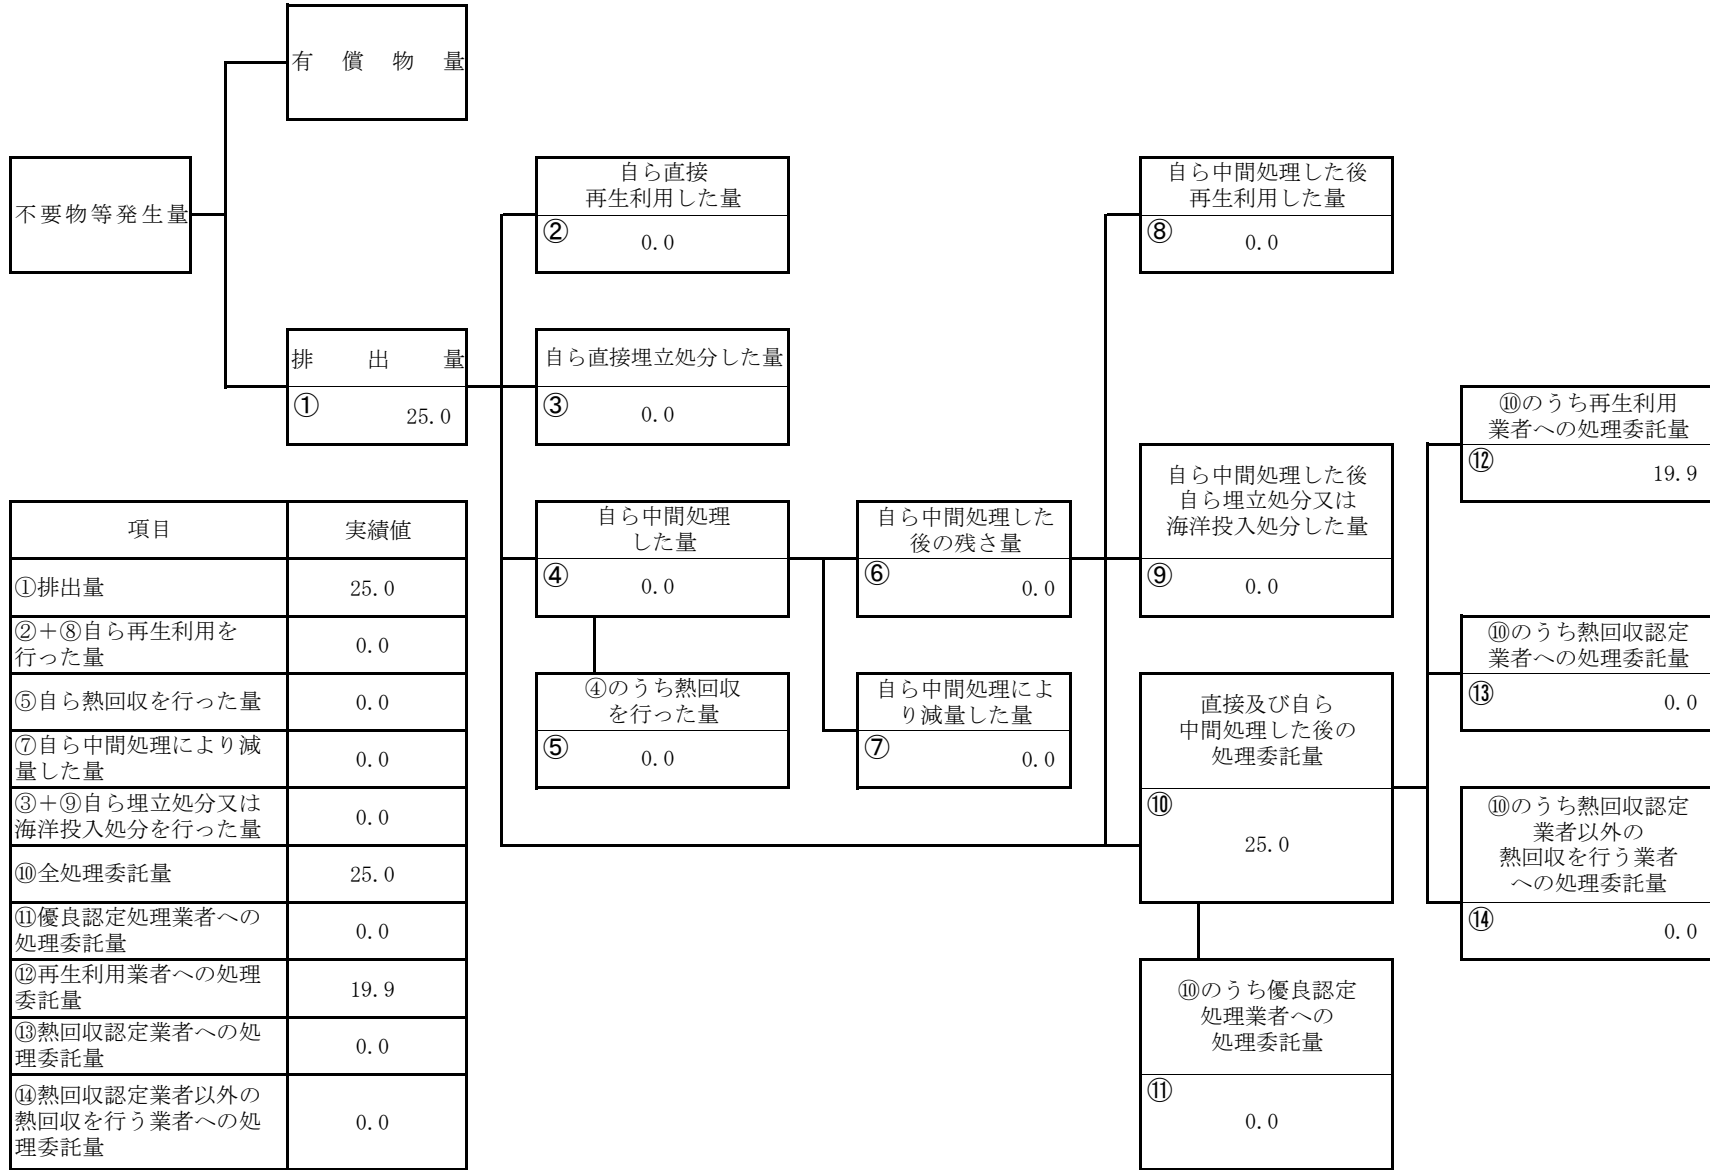 有償物量
不要物等発生量
排出量
①
25.0
自ら直接
再生利用した量
②
0.0
自ら直接埋立処分した量
③
0.0
自ら中間処理
した量
④
0.0
④のうち熱回収
を行った量
⑤
0.0
自ら中間処理した
後の残さ量
⑥
0.0
自ら中間処理によ
り減量した量
⑦
0.0
自ら中間処理した後
再生利用した量
⑧
0.0
自ら中間処理した後
自ら埋立処分又は
海洋投入処分した量
⑨
0.0
直接及び自ら
中間処理した後の
処理委託量
⑩
25.0
⑩のうち優良認定
処理業者への
処理委託量
⑪
0.0
⑩のうち再生利用
業者への処理委託量
⑫
19.9
⑩のうち熱回収認定
業者への処理委託量
⑬
0.0
⑩のうち熱回収認定
業者以外の
熱回収を行う業者
への処理委託量
⑭
0.0
項目 実績値
①排出量 25.0
②＋⑧自ら再生利用を
行った量 0.0
⑤自ら熱回収を行った量 0.0
⑦自ら中間処理により減
量した量 0.0
③＋⑨自ら埋立処分又は
海洋投入処分を行った量 0.0
⑩全処理委託量 25.0
⑪優良認定処理業者への
処理委託量 0.0
⑫再生利用業者への処理
委託量 19.9
⑬熱回収認定業者への処
理委託量 0.0
⑭熱回収認定業者以外の
熱回収を行う業者への処
理委託量 0.0